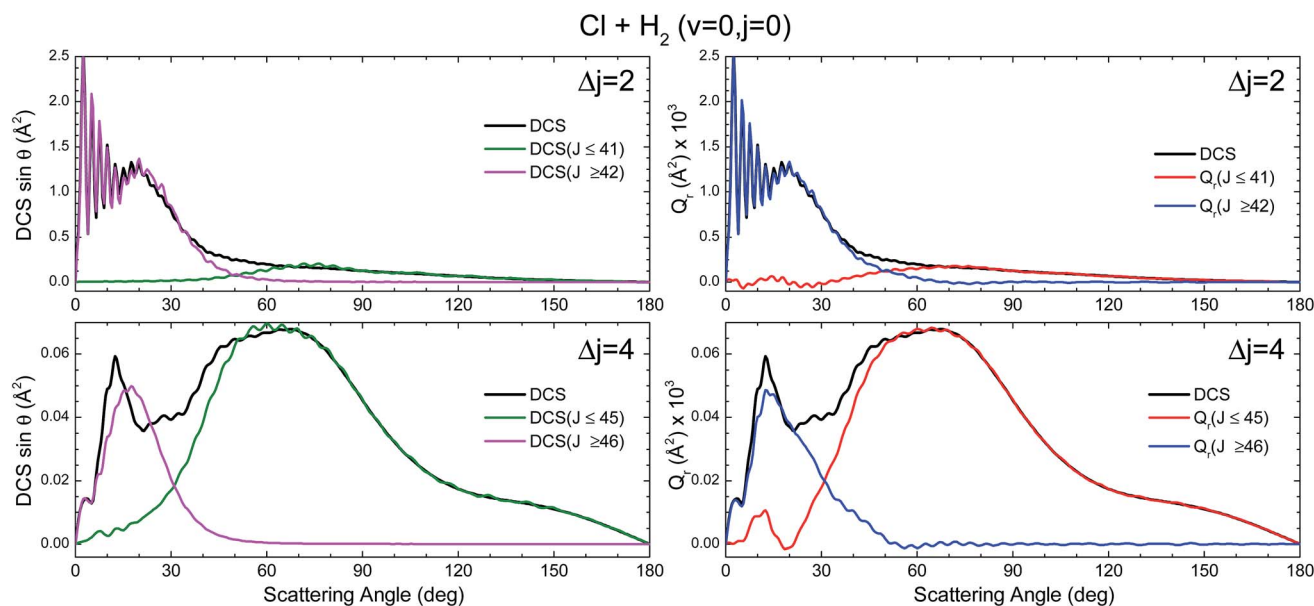 Cl + H₂ (v=0,j=0)
DCS sin θ (Å²)
2.5
2.0
1.5
1.0
0.5
0.0
Δj=2
DCS
DCS(J ≤ 41)
DCS(J ≥42)
0 30 60 90 120 150 180
Qᵣ (Å²) x 10³
2.5
2.0
1.5
1.0
0.5
0.0
Δj=2
DCS
Qᵣ(J ≤ 41)
Qᵣ(J ≥42)
0 30 60 90 120 150 180
DCS sin θ (Å²)
0.06
0.04
0.02
0.00
Δj=4
DCS
DCS(J ≤ 45)
DCS(J ≥46)
0 30 60 90 120 150 180
Scattering Angle (deg)
Qᵣ (Å²) x 10³
0.06
0.04
0.02
0.00
Δj=4
DCS
Qᵣ(J ≤ 45)
Qᵣ(J ≥46)
0 30 60 90 120 150 180
Scattering Angle (deg)